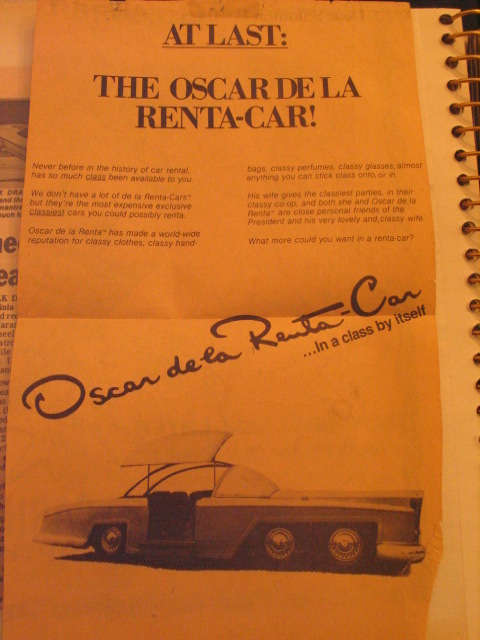 AT LAST:
THE OSCAR DE LA
RENTA-CAR!
Never before in the history of car rental,
has so much class been available to you.
We don't have a lot of de la Renta-Cars™
but they're the most expensive exclusive
classiest cars you could possibly renta.
Oscar de la Renta™ has made a world-wide
reputation for classy clothes, classy hand-
bags, classy perfumes, classy glasses, almost
anything you can stick class onto, or in.
His wife gives the classiest parties, in their
classy co-op, and both she and Oscar de la
Renta™ are close personal friends of the
President and his very lovely and classy wife.
What more could you want in a renta-car?
Oscar de la Renta-Car
...In a class by itself